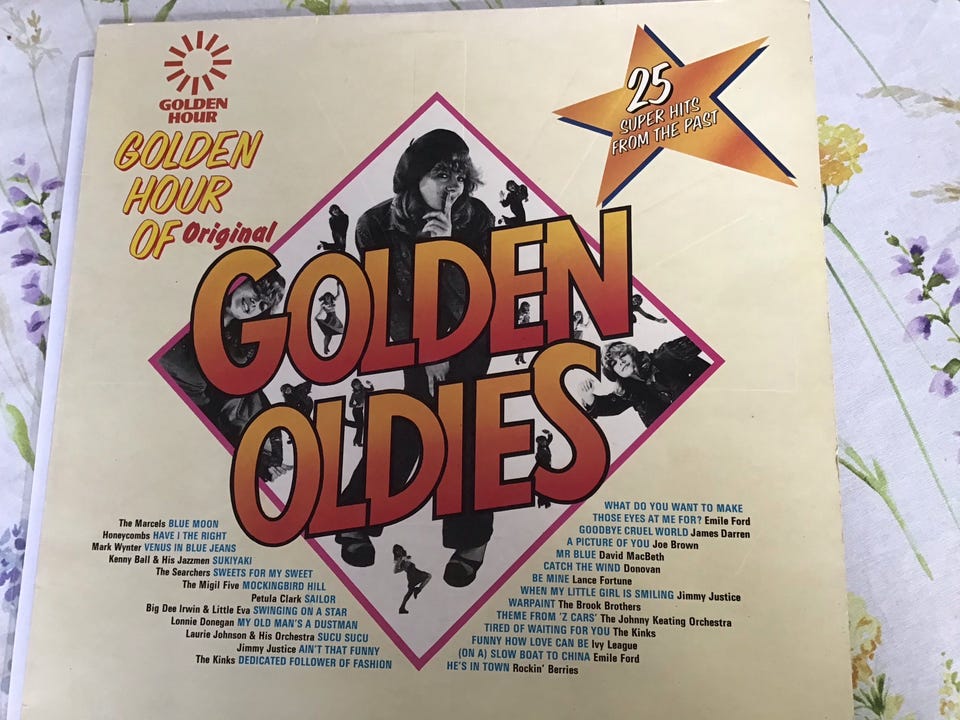 GOLDEN
HOUR
GOLDEN
HOUR
OF Original
GOLDEN
OLDIES
25
SUPER HITS
FROM THE PAST
The Marcels BLUE MOON
Honeycombs HAVE I THE RIGHT
Mark Wynter VENUS IN BLUE JEANS
Kenny Ball & His Jazzmen SUKIYAKI
The Searchers SWEETS FOR MY SWEET
The Migil Five MOCKINGBIRD HILL
Petula Clark SAILOR
Big Dee Irwin & Little Eva SWINGING ON A STAR
Lonnie Donegan MY OLD MAN'S A DUSTMAN
Laurie Johnson & His Orchestra SUCU SUCU
Jimmy Justice AIN'T THAT FUNNY
The Kinks DEDICATED FOLLOWER OF FASHION
WHAT DO YOU WANT TO MAKE
THOSE EYES AT ME FOR? Emile Ford
GOODBYE CRUEL WORLD James Darren
A PICTURE OF YOU Joe Brown
MR BLUE David MacBeth
CATCH THE WIND Donovan
BE MINE Lance Fortune
WHEN MY LITTLE GIRL IS SMILING Jimmy Justice
WARPAINT The Brook Brothers
THEME FROM 'Z CARS' The Johnny Keating Orchestra
TIRED OF WAITING FOR YOU The Kinks
FUNNY HOW LOVE CAN BE Ivy League
(ON A) SLOW BOAT TO CHINA Emile Ford
HE'S IN TOWN Rockin' Berries